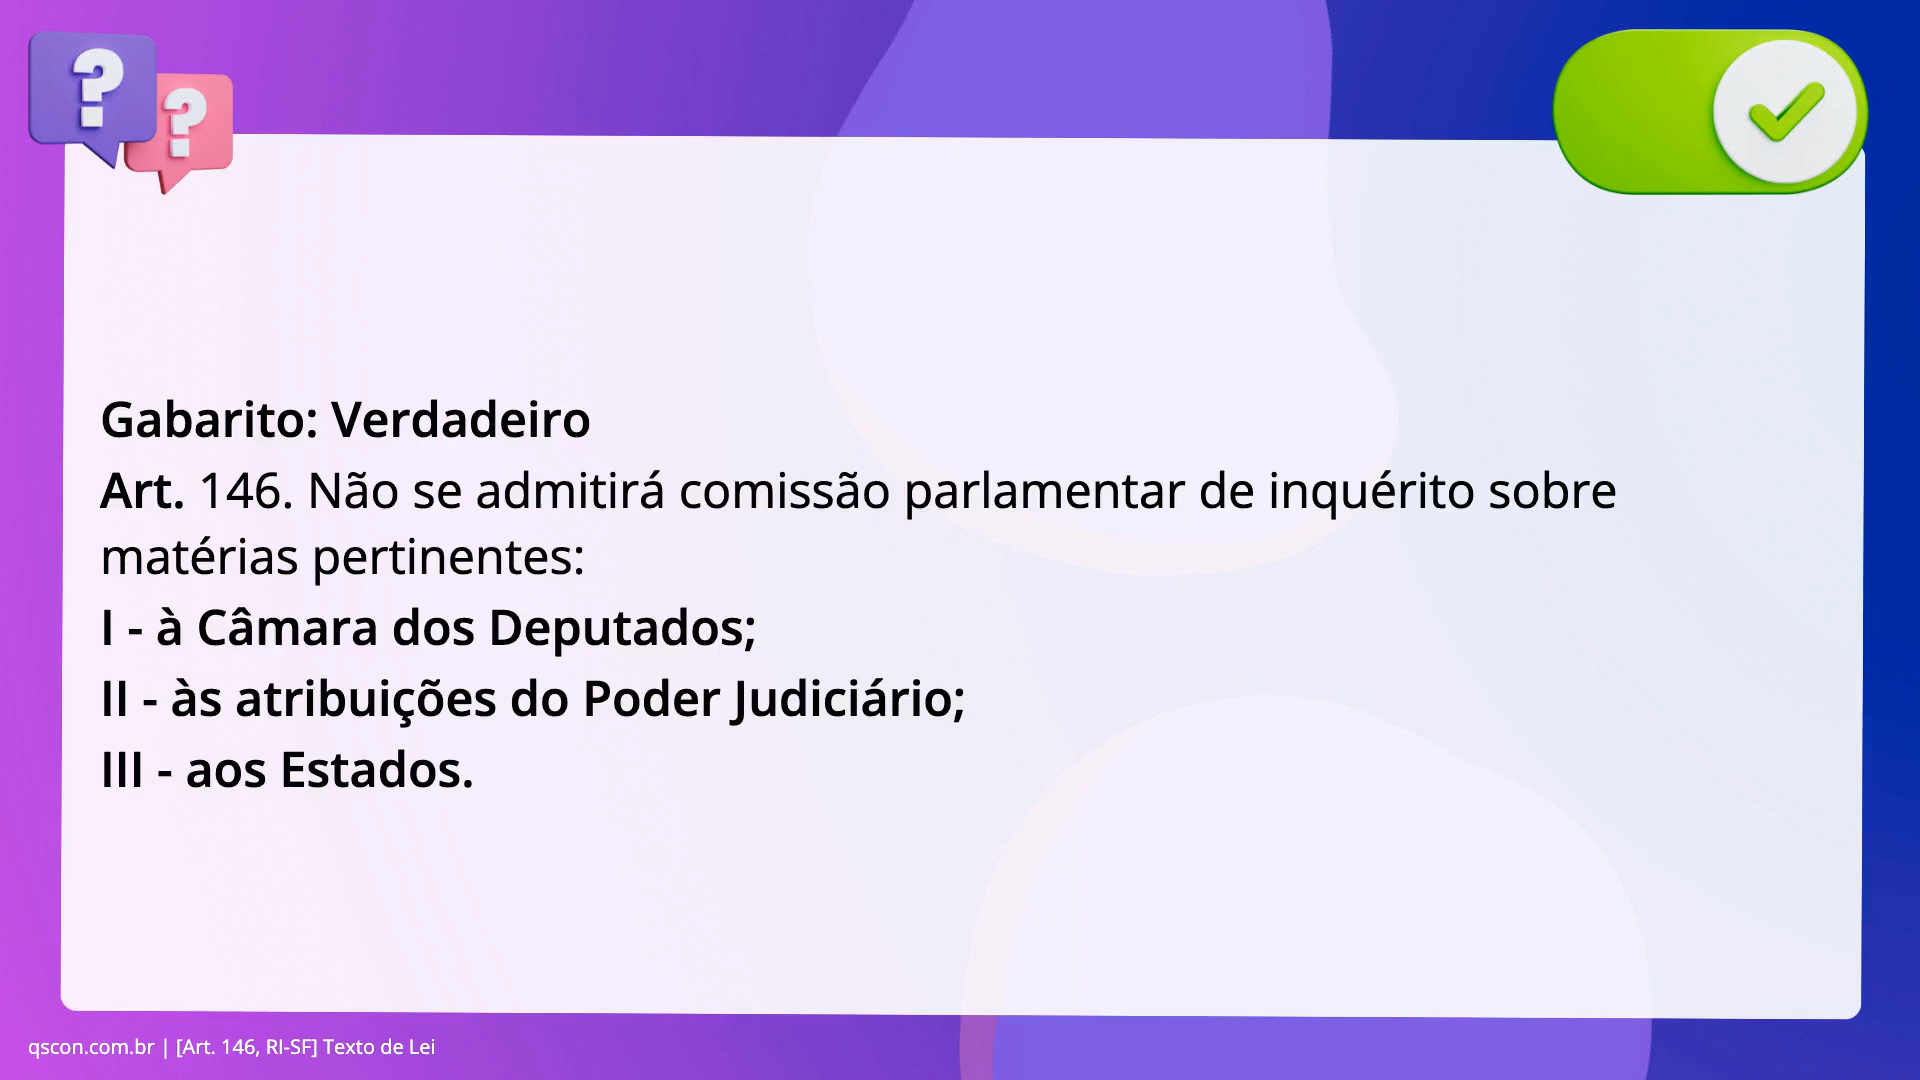 Gabarito: Verdadeiro
Art. 146. Não se admitirá comissão parlamentar de inquérito sobre
matérias pertinentes:
I - à Câmara dos Deputados;
II - às atribuições do Poder Judiciário;
III - aos Estados.
qscon.com.br | [Art. 146, RI-SF] Texto de Lei